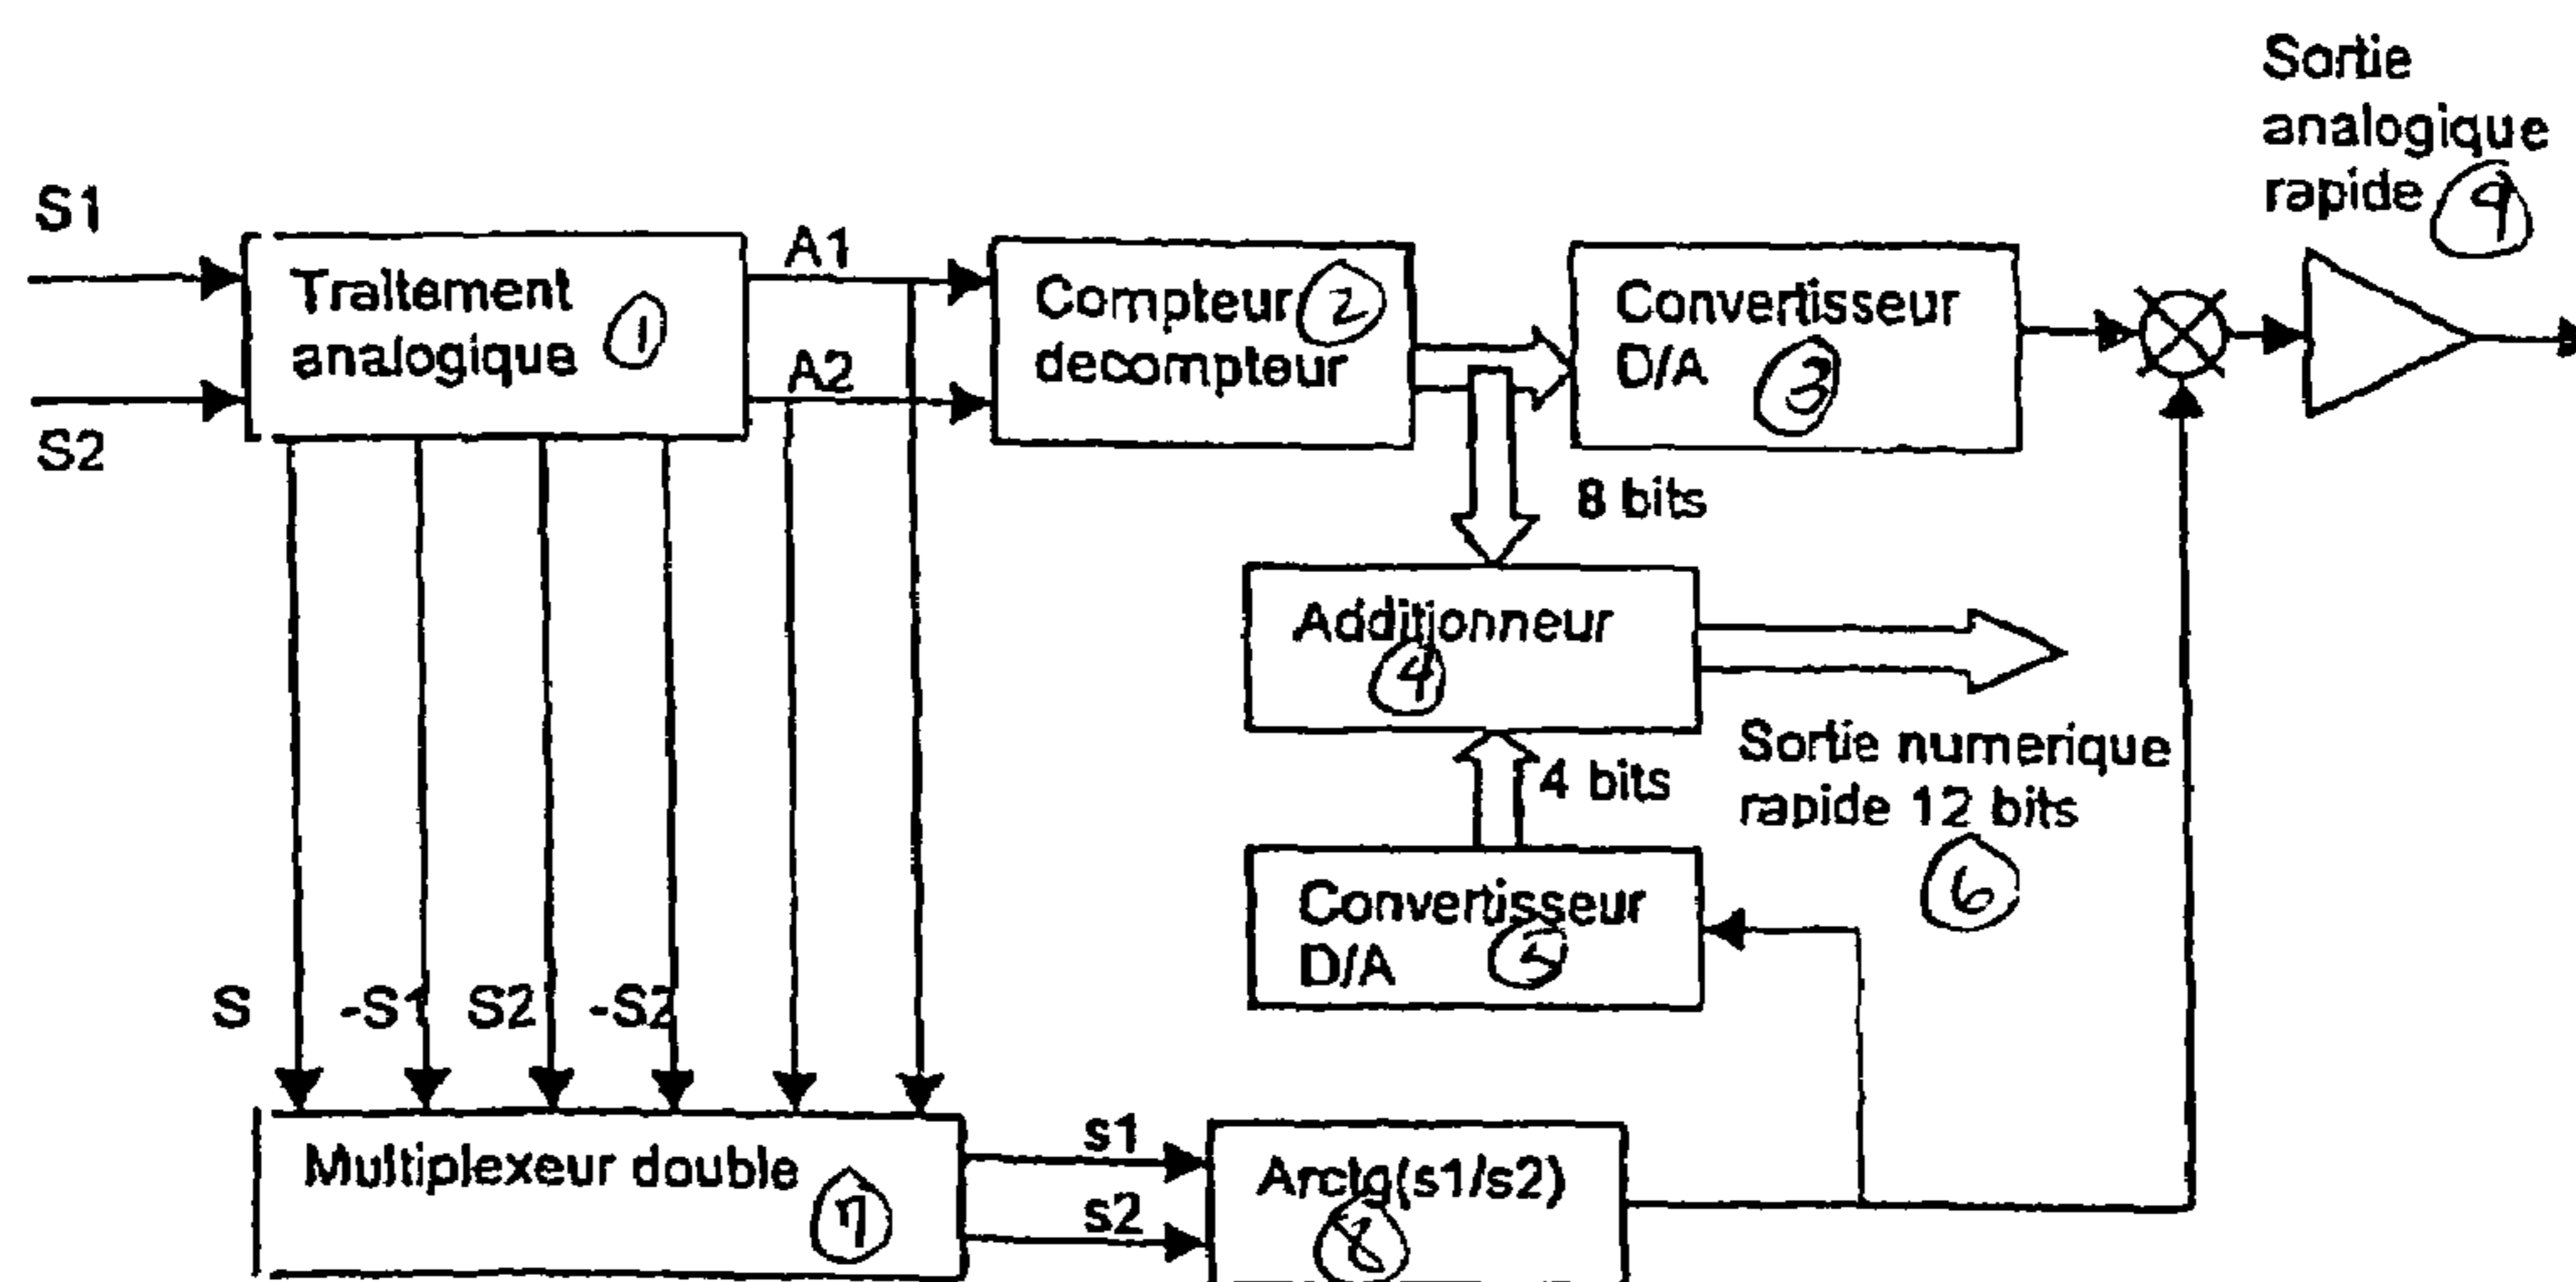 Sortie
analogique
rapide 9
S1
S2
Traitement
analogique 1
A1
A2
Compteur 2
decompteur
Convertisseur
D/A 3
8 bits
Additionneur
4
4 bits
Sortie numerique
rapide 12 bits
6
Convertisseur
D/A 5
S
-S1
S2
-S2
Multiplexeur double
7
s1
s2
Arctg(s1/s2)
8